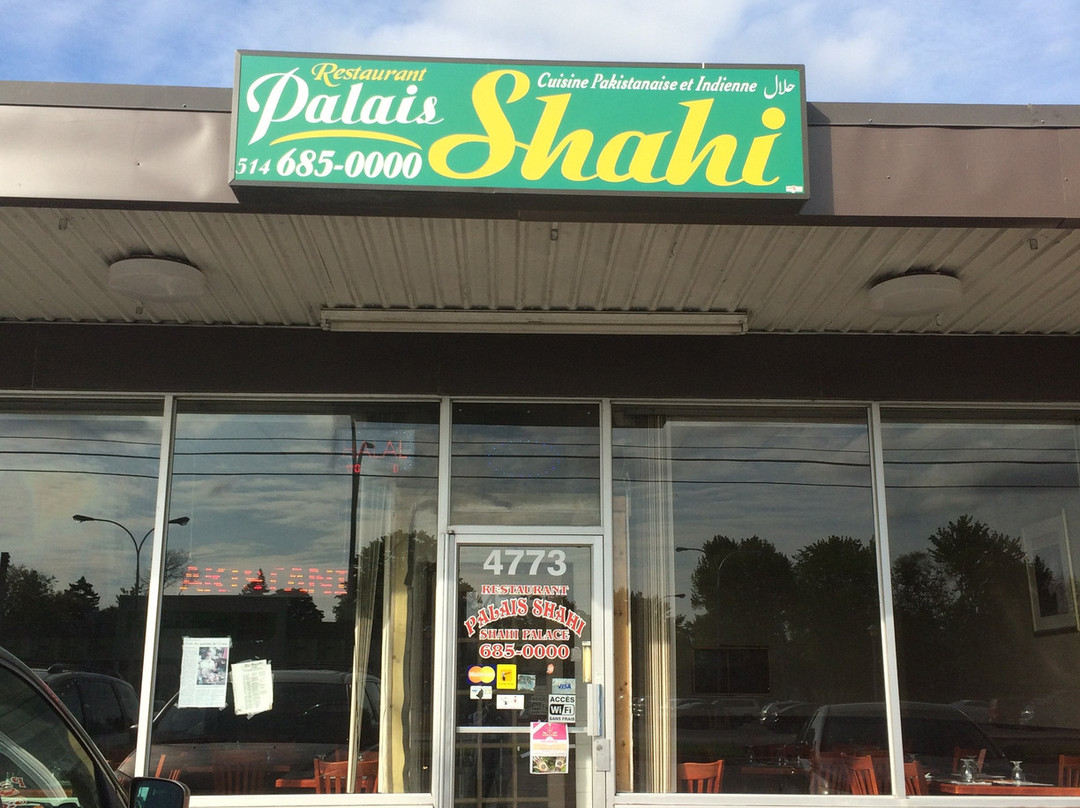 Restaurant
Palais
Shahi
Cuisine Pakistanaise et Indienne حلال
514 685-0000
4773
RESTAURANT
PALAIS SHAHI
SHAHI PALACE
685-0000
VISA
ACCÈS
WiFi
SANS FRAIS